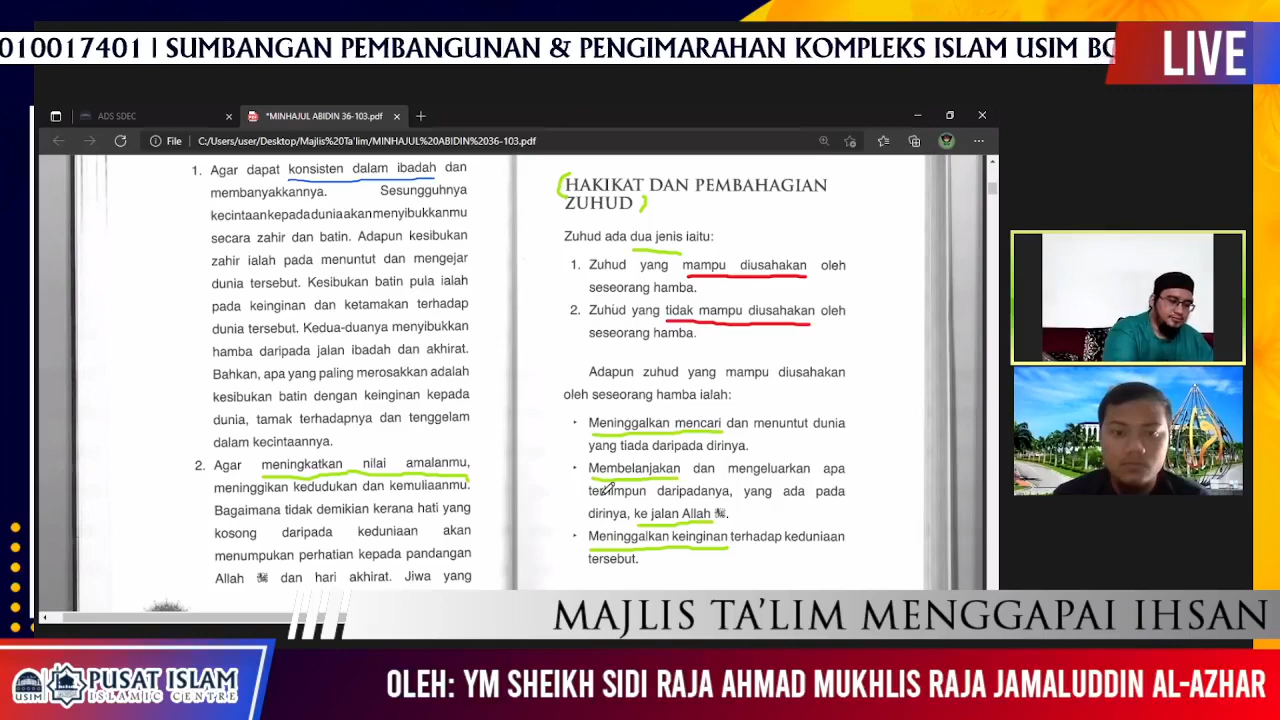 010017401 | SUMBANGAN PEMBANGUNAN & PENGIMARAHAN KOMPLEKS ISLAM USIM
LIVE
ADS SDEC
*MINHAJUL ABIDIN 36-103.pdf
File
C:/Users/user/Desktop/Majlis%20Ta'lim/MINHAJUL%20ABIDIN%2036-103.pdf
1. Agar dapat konsisten dalam ibadah dan
membanyakkannya. Sesungguhnya
kecintaan kepada dunia akan menyibukkanmu
secara zahir dan batin. Adapun kesibukan
zahir ialah pada menuntut dan mengejar
dunia tersebut. Kesibukan batin pula ialah
pada keinginan dan ketamakan terhadap
dunia tersebut. Kedua-duanya menyibukkan
hamba daripada jalan ibadah dan akhirat.
Bahkan, apa yang paling merosakkan adalah
kesibukan batin dengan keinginan kepada
dunia, tamak terhadapnya dan tenggelam
dalam kecintaannya.
2. Agar meningkatkan nilai amalanmu,
meninggikan kedudukan dan kemuliaanmu.
Bagaimana tidak demikian kerana hati yang
kosong daripada keduniaan akan
menumpukan perhatian kepada pandangan
Allah ﷻ dan hari akhirat. Jiwa yang
HAKIKAT DAN PEMBAHAGIAN
ZUHUD
Zuhud ada dua jenis iaitu:
1. Zuhud yang mampu diusahakan oleh
seseorang hamba.
2. Zuhud yang tidak mampu diusahakan oleh
seseorang hamba.
Adapun zuhud yang mampu diusahakan
oleh seseorang hamba ialah:
‣ Meninggalkan mencari dan menuntut dunia
yang tiada daripada dirinya.
‣ Membelanjakan dan mengeluarkan apa
terhimpun daripadanya, yang ada pada
dirinya, ke jalan Allah ﷻ.
‣ Meninggalkan keinginan terhadap keduniaan
tersebut.
MAJLIS TA'LIM MENGGAPAI IHSAN
USIM
PUSAT ISLAM
ISLAMIC CENTRE
OLEH: YM SHEIKH SIDI RAJA AHMAD MUKHLIS RAJA JAMALUDDIN AL-AZHAR